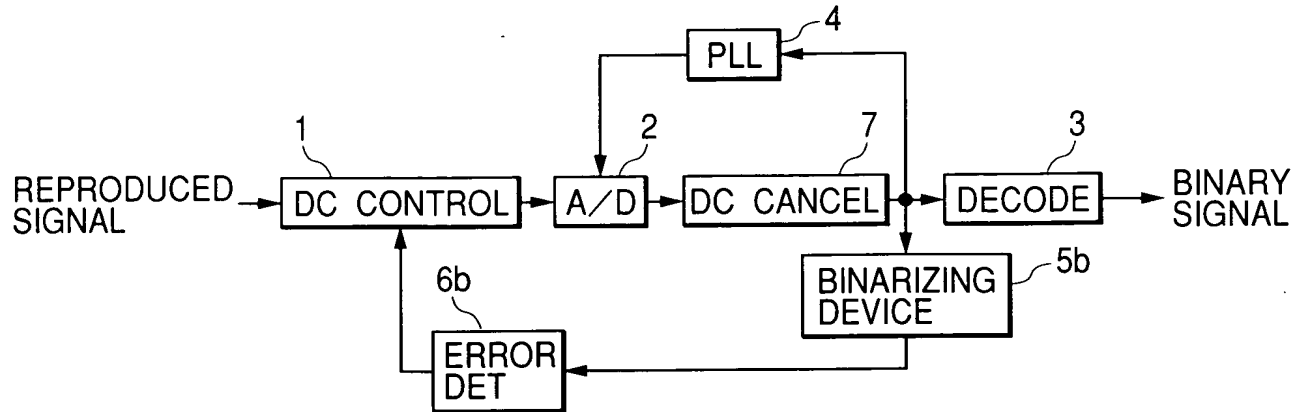 4
PLL
1
2
7
3
REPRODUCED
SIGNAL
DC CONTROL
A/D
DC CANCEL
DECODE
BINARY
SIGNAL
6b
5b
BINARIZING
DEVICE
ERROR
DET